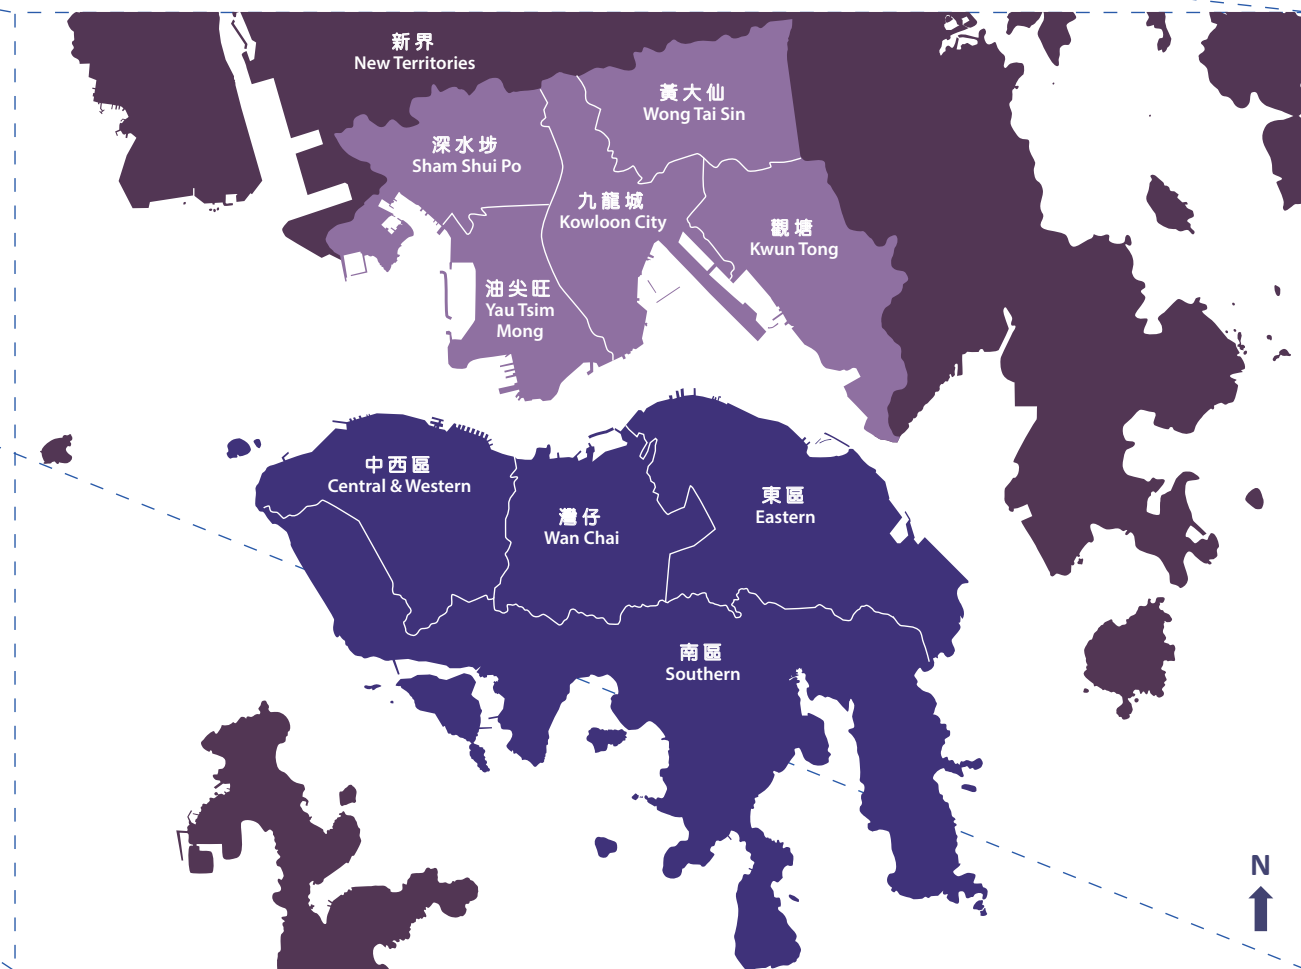 新界
New Territories
黃大仙
Wong Tai Sin
深水埗
Sham Shui Po
九龍城
Kowloon City
觀塘
Kwun Tong
油尖旺
Yau Tsim
Mong
中西區
Central & Western
灣仔
Wan Chai
東區
Eastern
南區
Southern
N